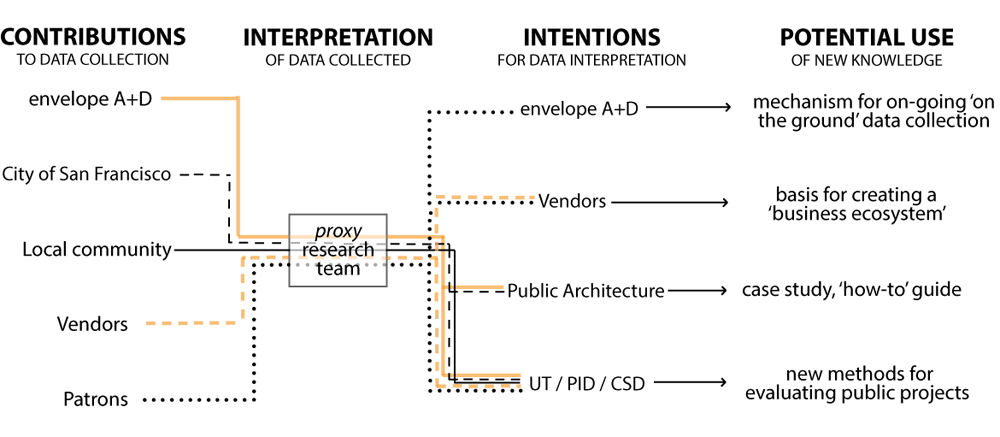 CONTRIBUTIONS
TO DATA COLLECTION
INTERPRETATION
OF DATA COLLECTED
INTENTIONS
FOR DATA INTERPRETATION
POTENTIAL USE
OF NEW KNOWLEDGE
envelope A+D
City of San Francisco
Local community
Vendors
Patrons
proxy
research
team
envelope A+D
Vendors
Public Architecture
UT / PID / CSD
mechanism for on-going ‘on
the ground’ data collection
basis for creating a
‘business ecosystem’
case study, ‘how-to’ guide
new methods for
evaluating public projects